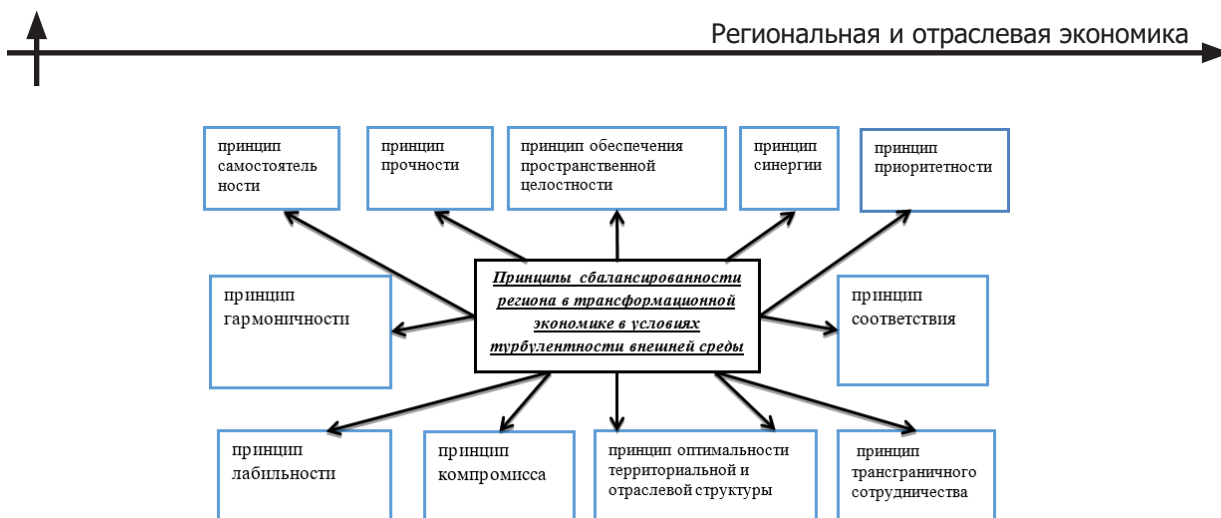 Региональная и отраслевая экономика
принцип
самостоятель
ности
принцип
прочности
принцип обеспечения
пространственной
целостности
принцип
синергии
принцип
приоритетности
Принципы сбалансированности
региона в трансформационной
экономике в условиях
турбулентности внешней среды
принцип
гармоничности
принцип
соответствия
принцип
лабильности
принцип
компромисса
принцип оптимальности
территориальной и
отраслевой структуры
принцип
трансграничного
сотрудничества